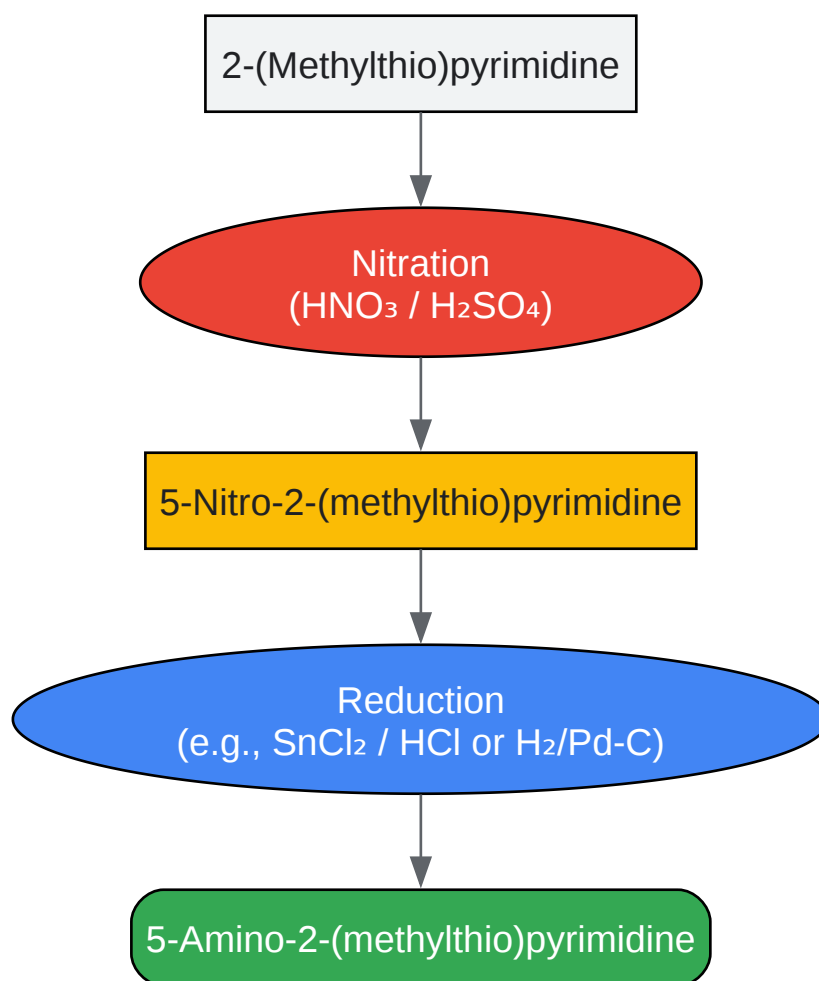 2-(Methylthio)pyrimidine
Nitration
(HNO₃ / H₂SO₄)
5-Nitro-2-(methylthio)pyrimidine
Reduction
(e.g., SnCl₂ / HCl or H₂/Pd-C)
5-Amino-2-(methylthio)pyrimidine